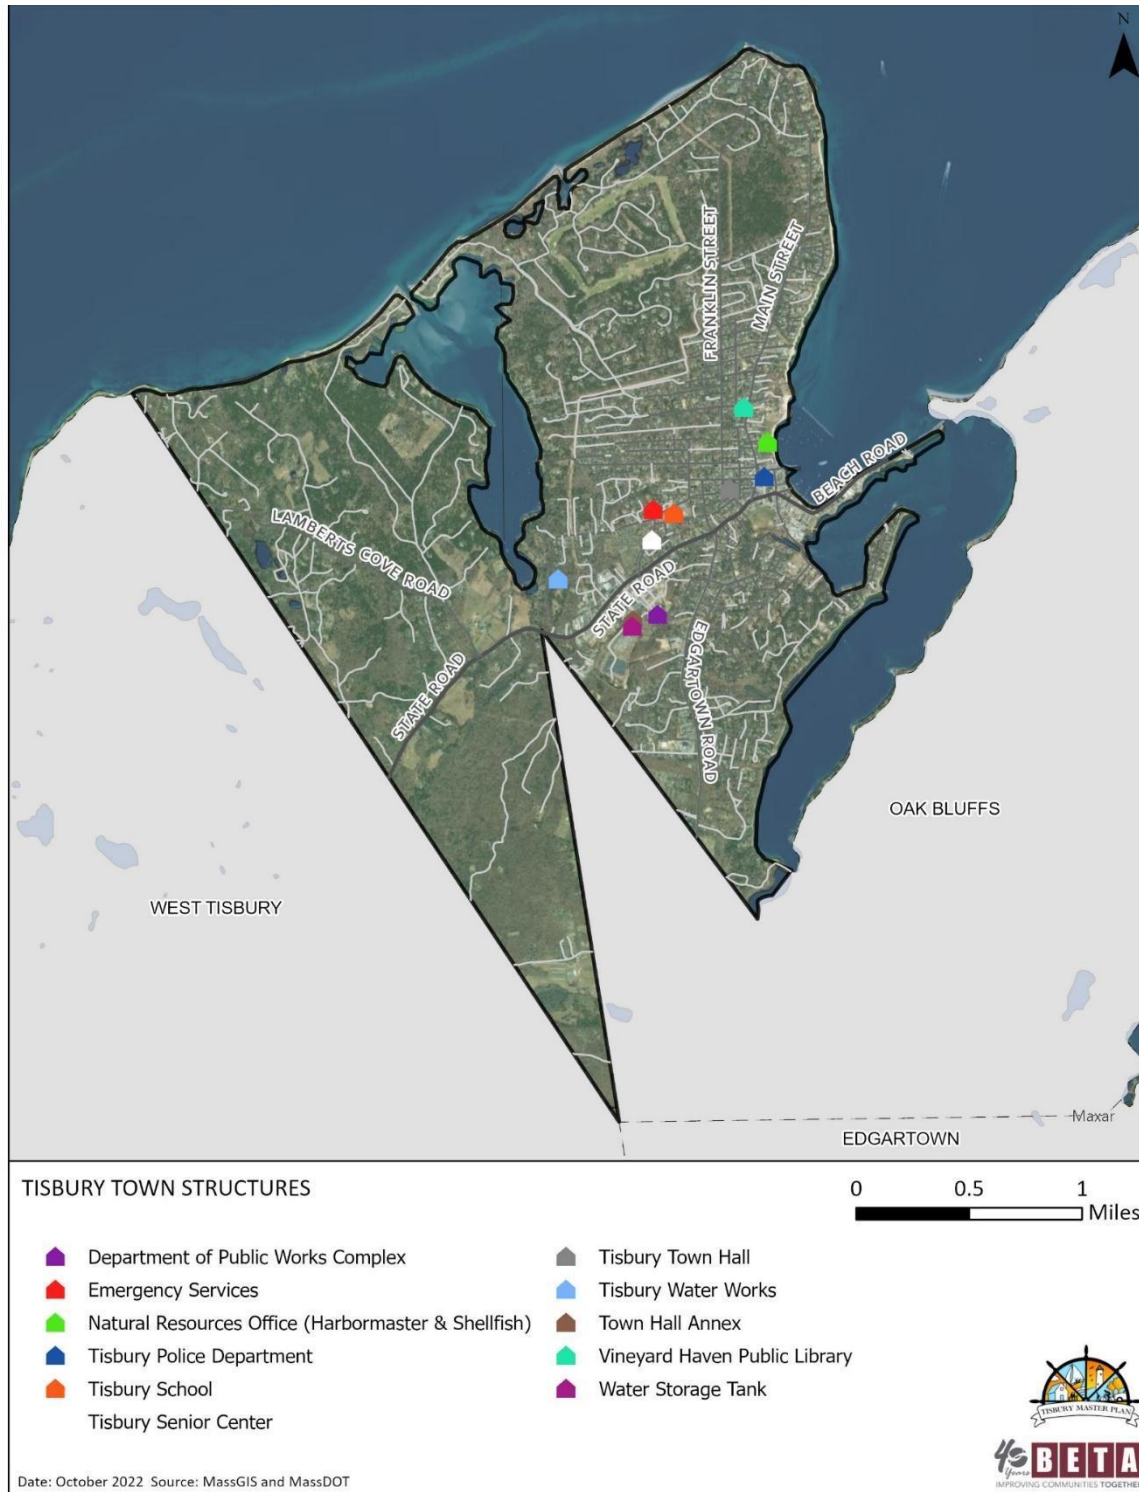 N
FRANKLIN STREET
MAIN STREET
BEACH ROAD
LAMBERTS COVE ROAD
STATE ROAD
STATE ROAD
EDGARTOWN ROAD
OAK BLUFFS
WEST TISBURY
Maxar
EDGARTOWN
TISBURY TOWN STRUCTURES
0 0.5 1
Miles
Department of Public Works Complex
Emergency Services
Natural Resources Office (Harbormaster & Shellfish)
Tisbury Police Department
Tisbury School
Tisbury Senior Center
Tisbury Town Hall
Tisbury Water Works
Town Hall Annex
Vineyard Haven Public Library
Water Storage Tank
TISBURY MASTER PLAN
40 Years BETA
IMPROVING COMMUNITIES TOGETHER
Date: October 2022 Source: MassGIS and MassDOT